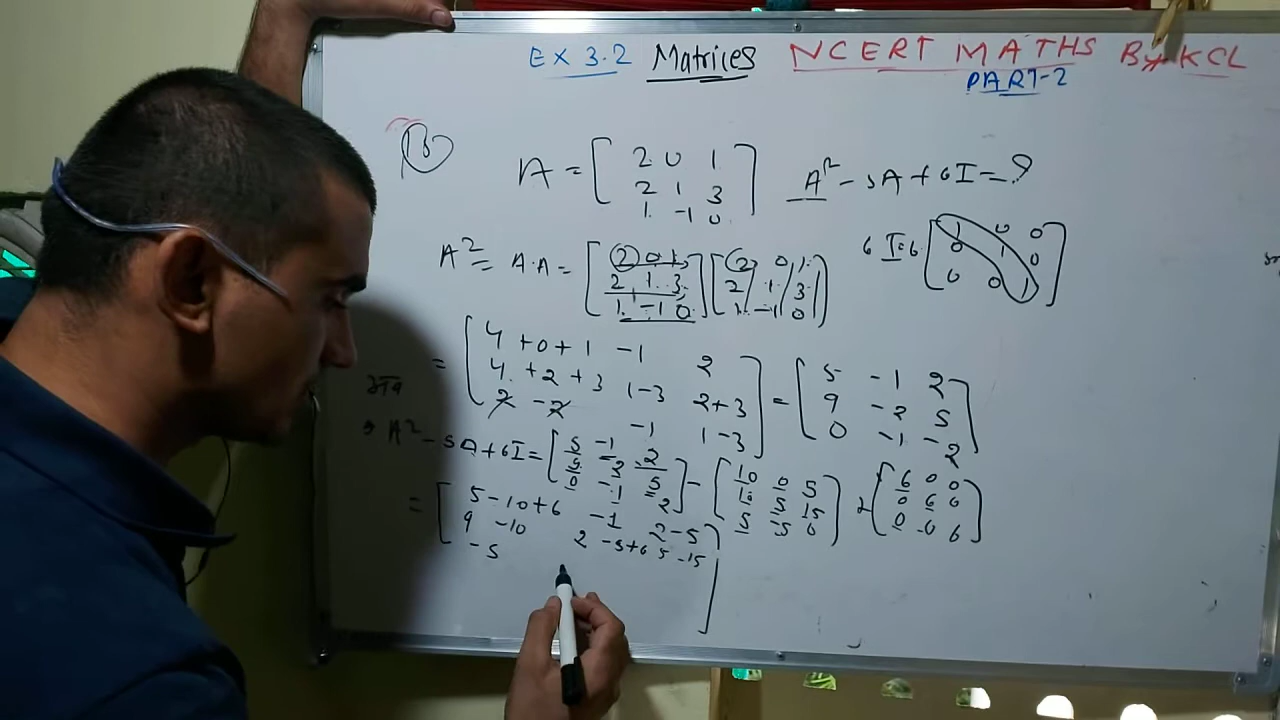 EX 3.2 Matrices NCERT MATHS By KCL
PART-2
A = [ 2 0 1
2 1 3
1 -1 0 ] A² - 5A + 6I = ?
A² = A.A = [ 2 0 1
2 1 3
1 -1 0 ] [ 2 0 1
2 1 3
1 -1 0 ]
6 I = 6 [ 1 0 0
0 1 0
0 0 1 ]
= [ 4 +0+1 -1 2
4 +2+3 1-3 2+3
2 -2 -1 1-3 ] = [ 5 -1 2
9 -2 5
0 -1 -2 ]
A² - 5A + 6I = [ 5 -1 2
-2 5
0 -1 2 ] - [ 10 0 5
10 5 15
5 -5 0 ] + [ 6 0 0
0 6 0
0 0 6 ]
= [ 5-10+6 -1 2-5
9 -10 2 -5+6 5-15
-5 ]